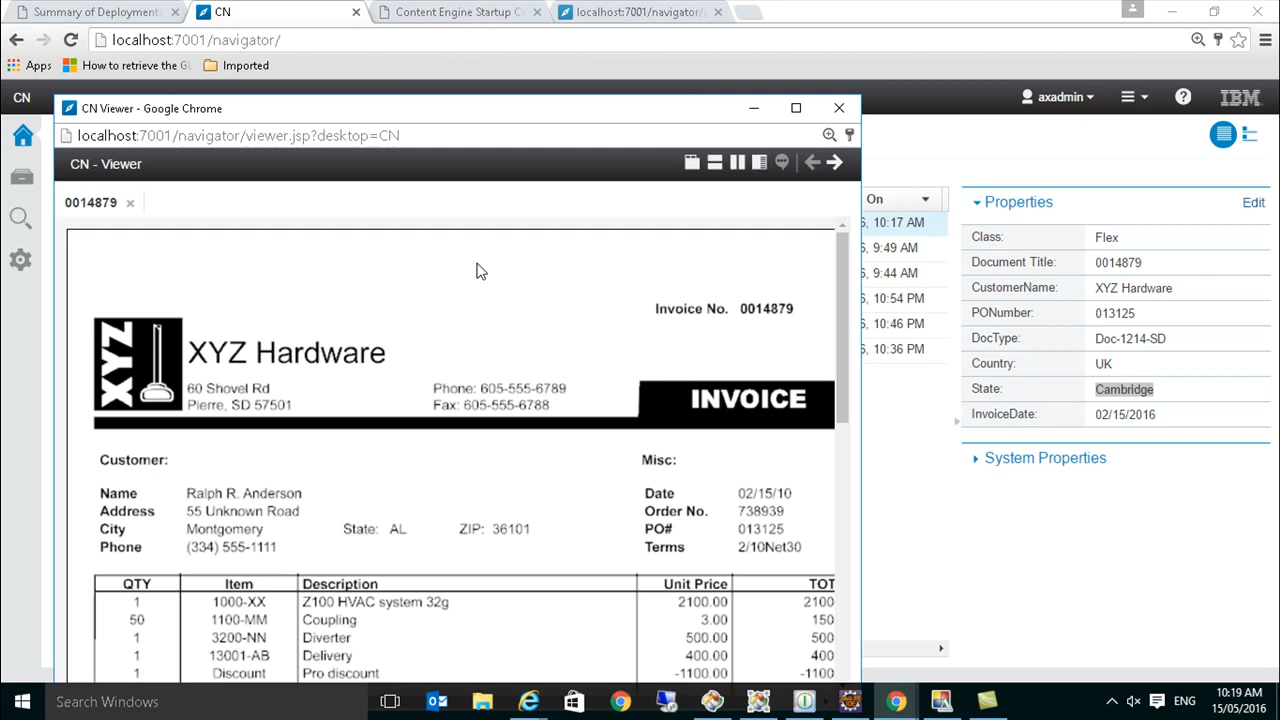 Summary of Deployments
CN
Content Engine Startup C
localhost:7001/navigator/
localhost:7001/navigator/
Apps
How to retrieve the GU
Imported
CN
axadmin
?
IBM
CN Viewer - Google Chrome
localhost:7001/navigator/viewer.jsp?desktop=CN
CN - Viewer
0014879
On
6, 10:17 AM
6, 9:49 AM
6, 9:44 AM
6, 10:54 PM
6, 10:46 PM
6, 10:36 PM
Properties
Edit
Class: Flex
Document Title: 0014879
CustomerName: XYZ Hardware
PONumber: 013125
DocType: Doc-1214-SD
Country: UK
State: Cambridge
InvoiceDate: 02/15/2016
System Properties
Invoice No. 0014879
XYZ
XYZ Hardware
60 Shovel Rd
Pierre, SD 57501
Phone: 605-555-6789
Fax: 605-555-6788
INVOICE
Customer:
Misc:
Name Ralph R. Anderson Date 02/15/10
Address 55 Unknown Road Order No. 738939
City Montgomery State: AL ZIP: 36101 PO# 013125
Phone (334) 555-1111 Terms 2/10Net30
QTY Item Description Unit Price TOT
1 1000-XX Z100 HVAC system 32g 2100.00 2100
50 1100-MM Coupling 3.00 150
1 3200-NN Diverter 500.00 500
1 13001-AB Delivery 400.00 400
1 Discount Pro discount -1100.00 -1100
Search Windows
ENG
10:19 AM
15/05/2016